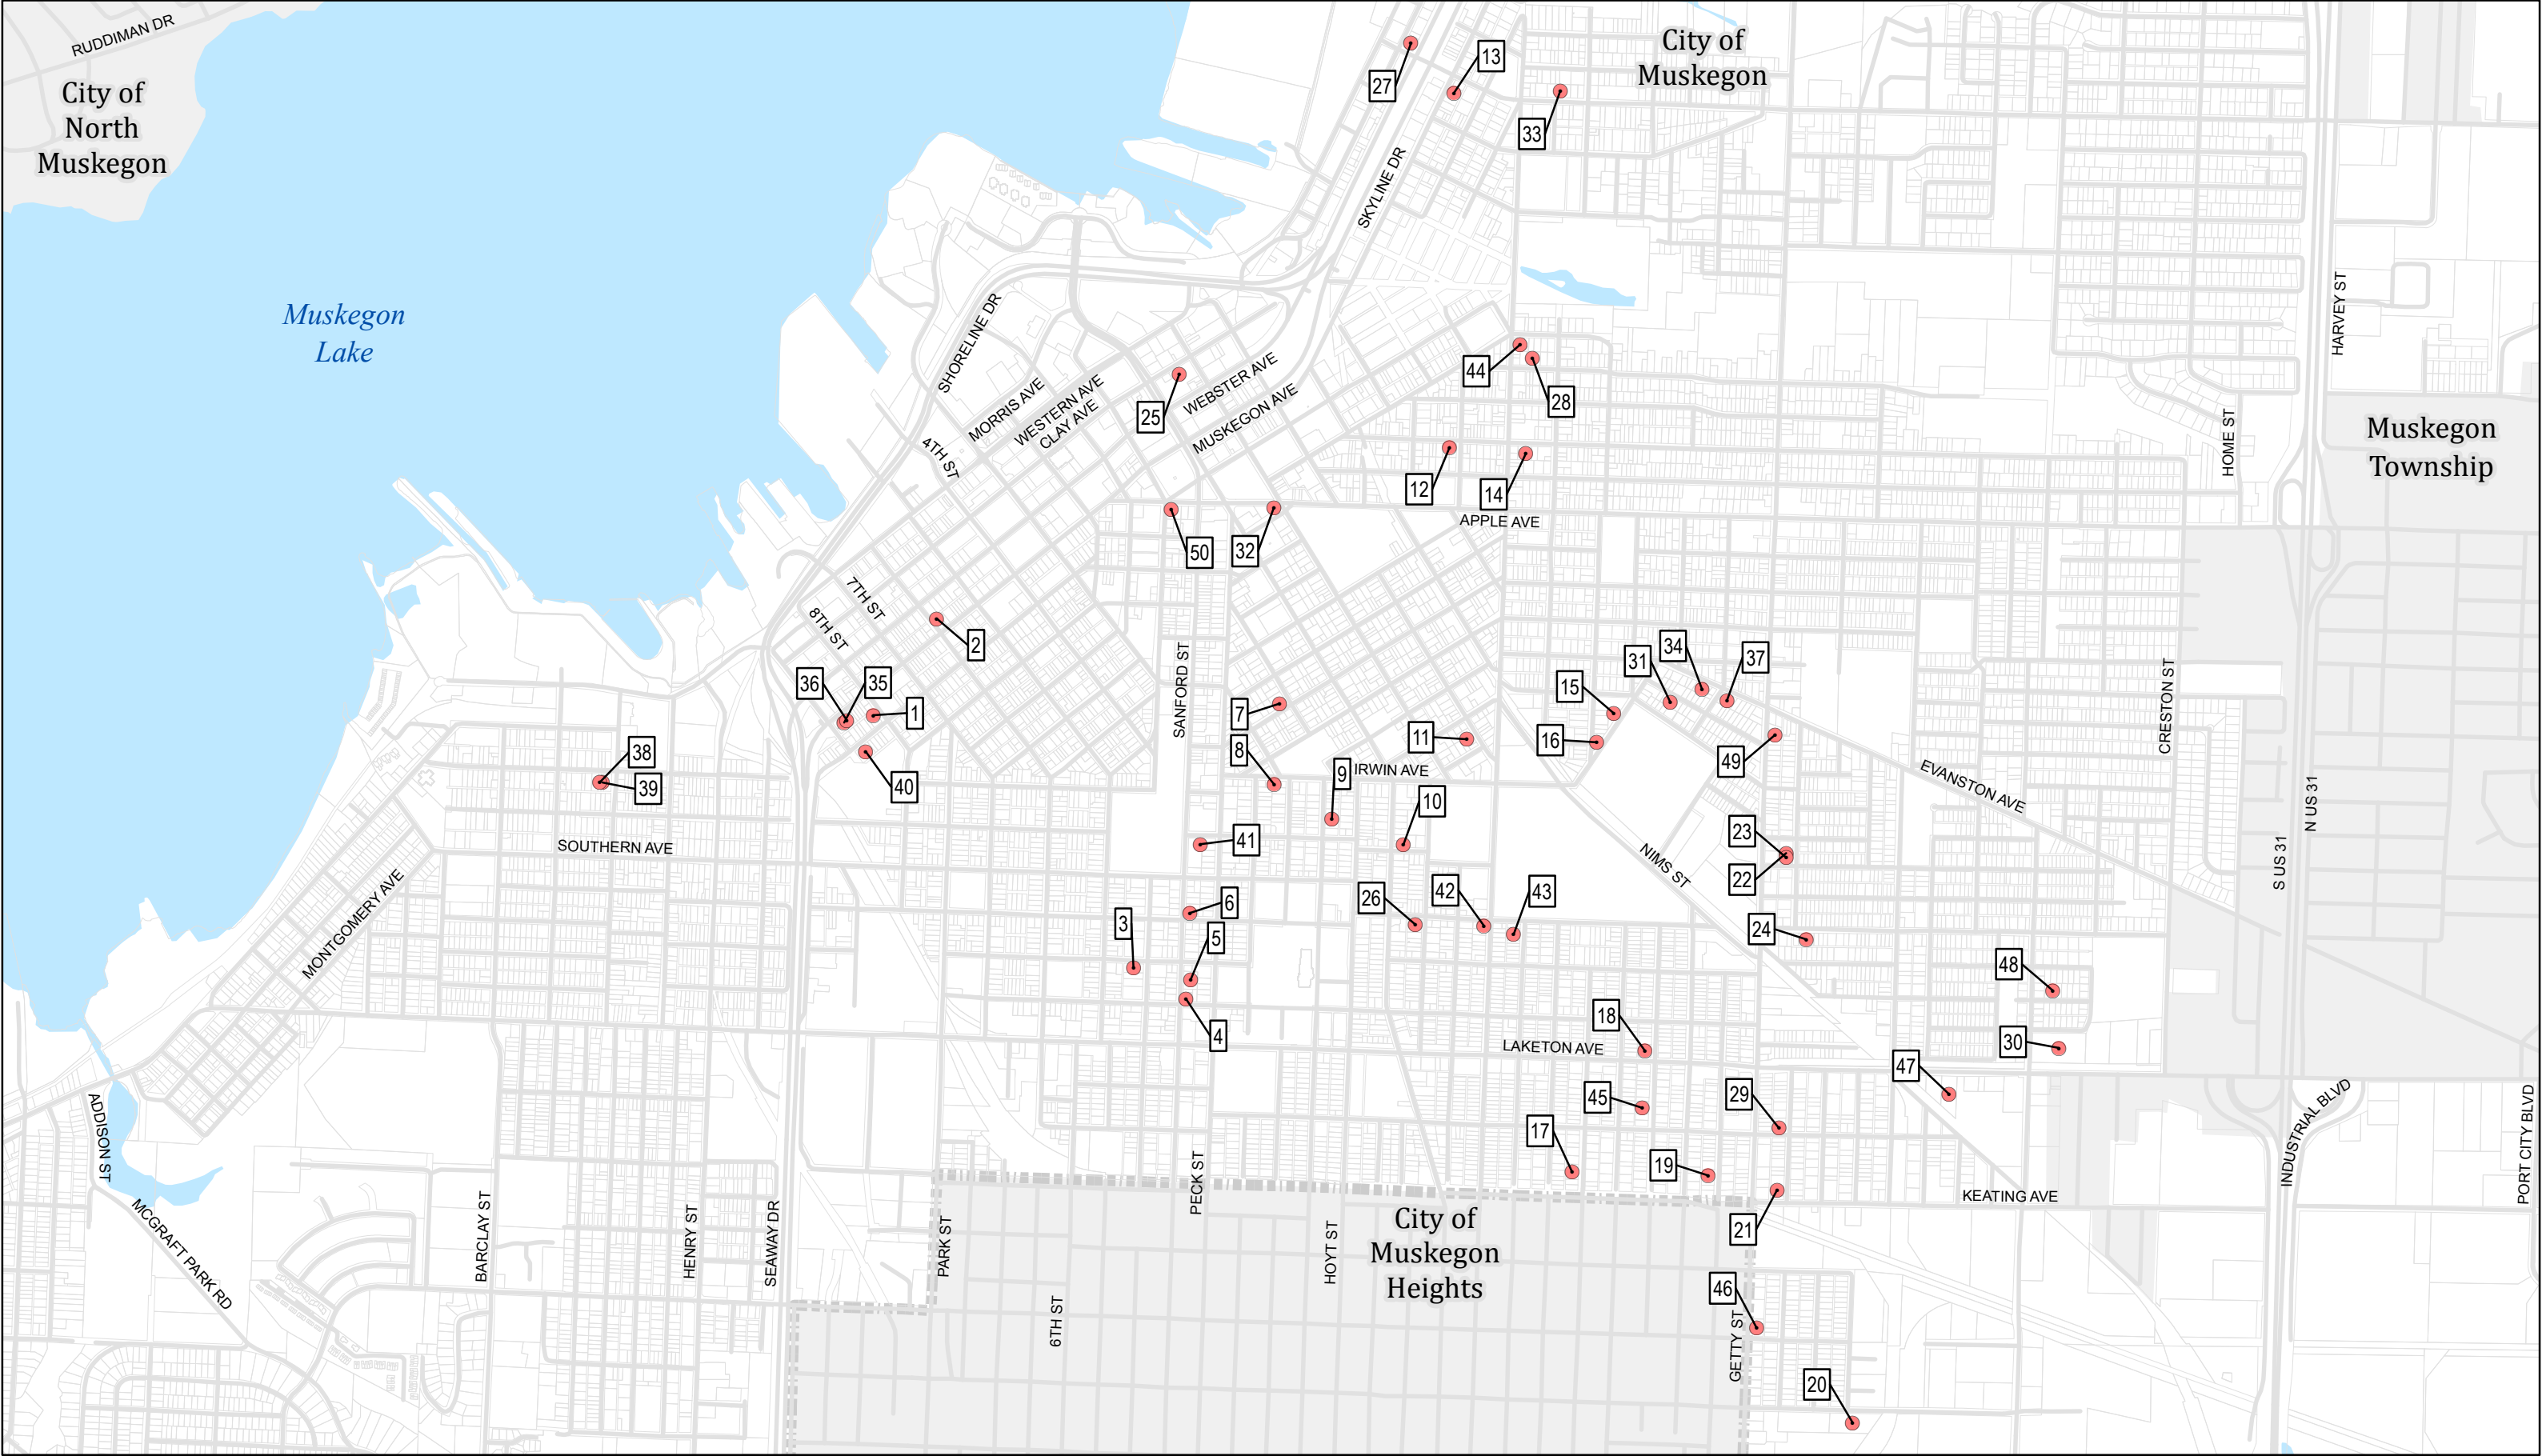 RUDDIMAN DR
City of
North
Muskegon
27
13
33
City of
Muskegon
SKYLINE DR
Muskegon
Lake
SHORELINE DR
HARVEY ST
44
28
25
WEBSTER AVE
MORRIS AVE
WESTERN AVE
CLAY AVE
MUSKEGON AVE
4TH ST
HOME ST
Muskegon
Township
12
14
APPLE AVE
50
32
7TH ST
8TH ST
2
SANFORD ST
36
35
1
40
7
8
11
15
16
31
34
37
49
CRESTON ST
EVANSTON AVE
N US 31
S US 31
38
39
9
IRWIN AVE
10
41
SOUTHERN AVE
MONTGOMERY AVE
NIMS ST
23
22
3
6
5
4
26
42
43
24
48
30
18
LAKETON AVE
47
45
29
17
19
ADDISON ST
MCGRAFT PARK RD
BARCLAY ST
HENRY ST
SEAWAY DR
PARK ST
PECK ST
6TH ST
HOYT ST
City of
Muskegon
Heights
21
KEATING AVE
INDUSTRIAL BLVD
PORT CITY BLVD
46
GETTY ST
20